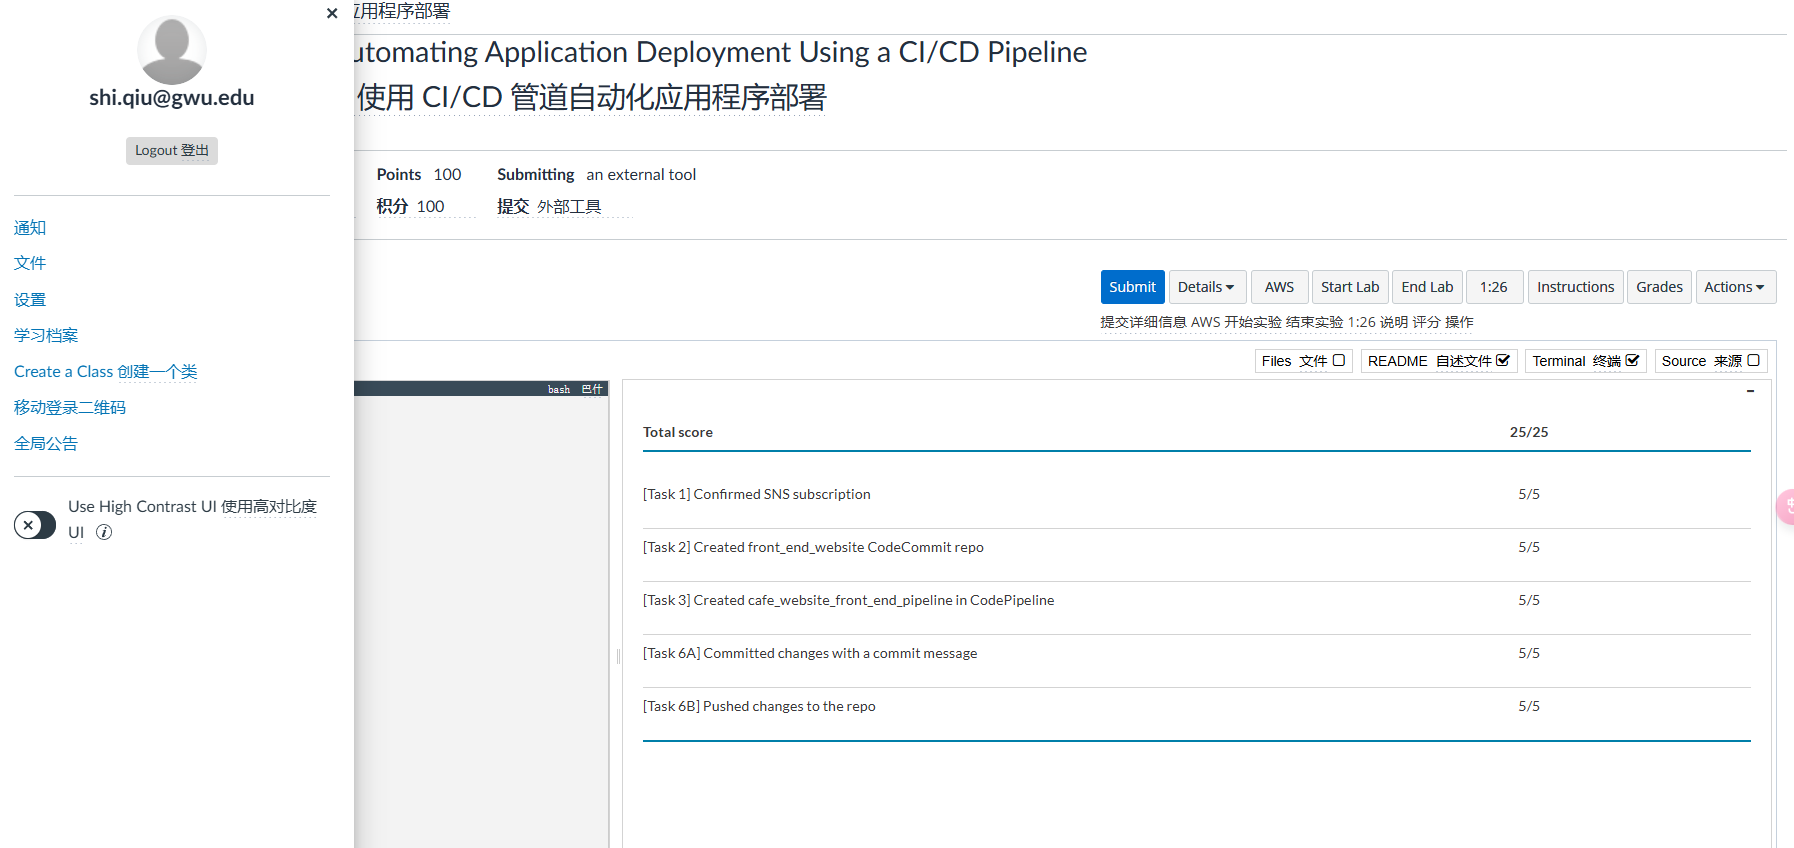 shi.qiu@gwu.edu
Logout 登出
通知
文件
设置
学习档案
Create a Class 创建一个类
移动登录二维码
全局公告
Use High Contrast UI 使用高对比度
UI
应用程序部署
utomating Application Deployment Using a CI/CD Pipeline
使用 CI/CD 管道自动化应用程序部署
Points 100 Submitting an external tool
积分 100 提交 外部工具
Submit Details AWS Start Lab End Lab 1:26 Instructions Grades Actions
提交详细信息 AWS 开始实验 结束实验 1:26 说明 评分 操作
Files 文件 README 自述文件 Terminal 终端 Source 来源
bash 巴什
Total score 25/25
[Task 1] Confirmed SNS subscription 5/5
[Task 2] Created front_end_website CodeCommit repo 5/5
[Task 3] Created cafe_website_front_end_pipeline in CodePipeline 5/5
[Task 6A] Committed changes with a commit message 5/5
[Task 6B] Pushed changes to the repo 5/5